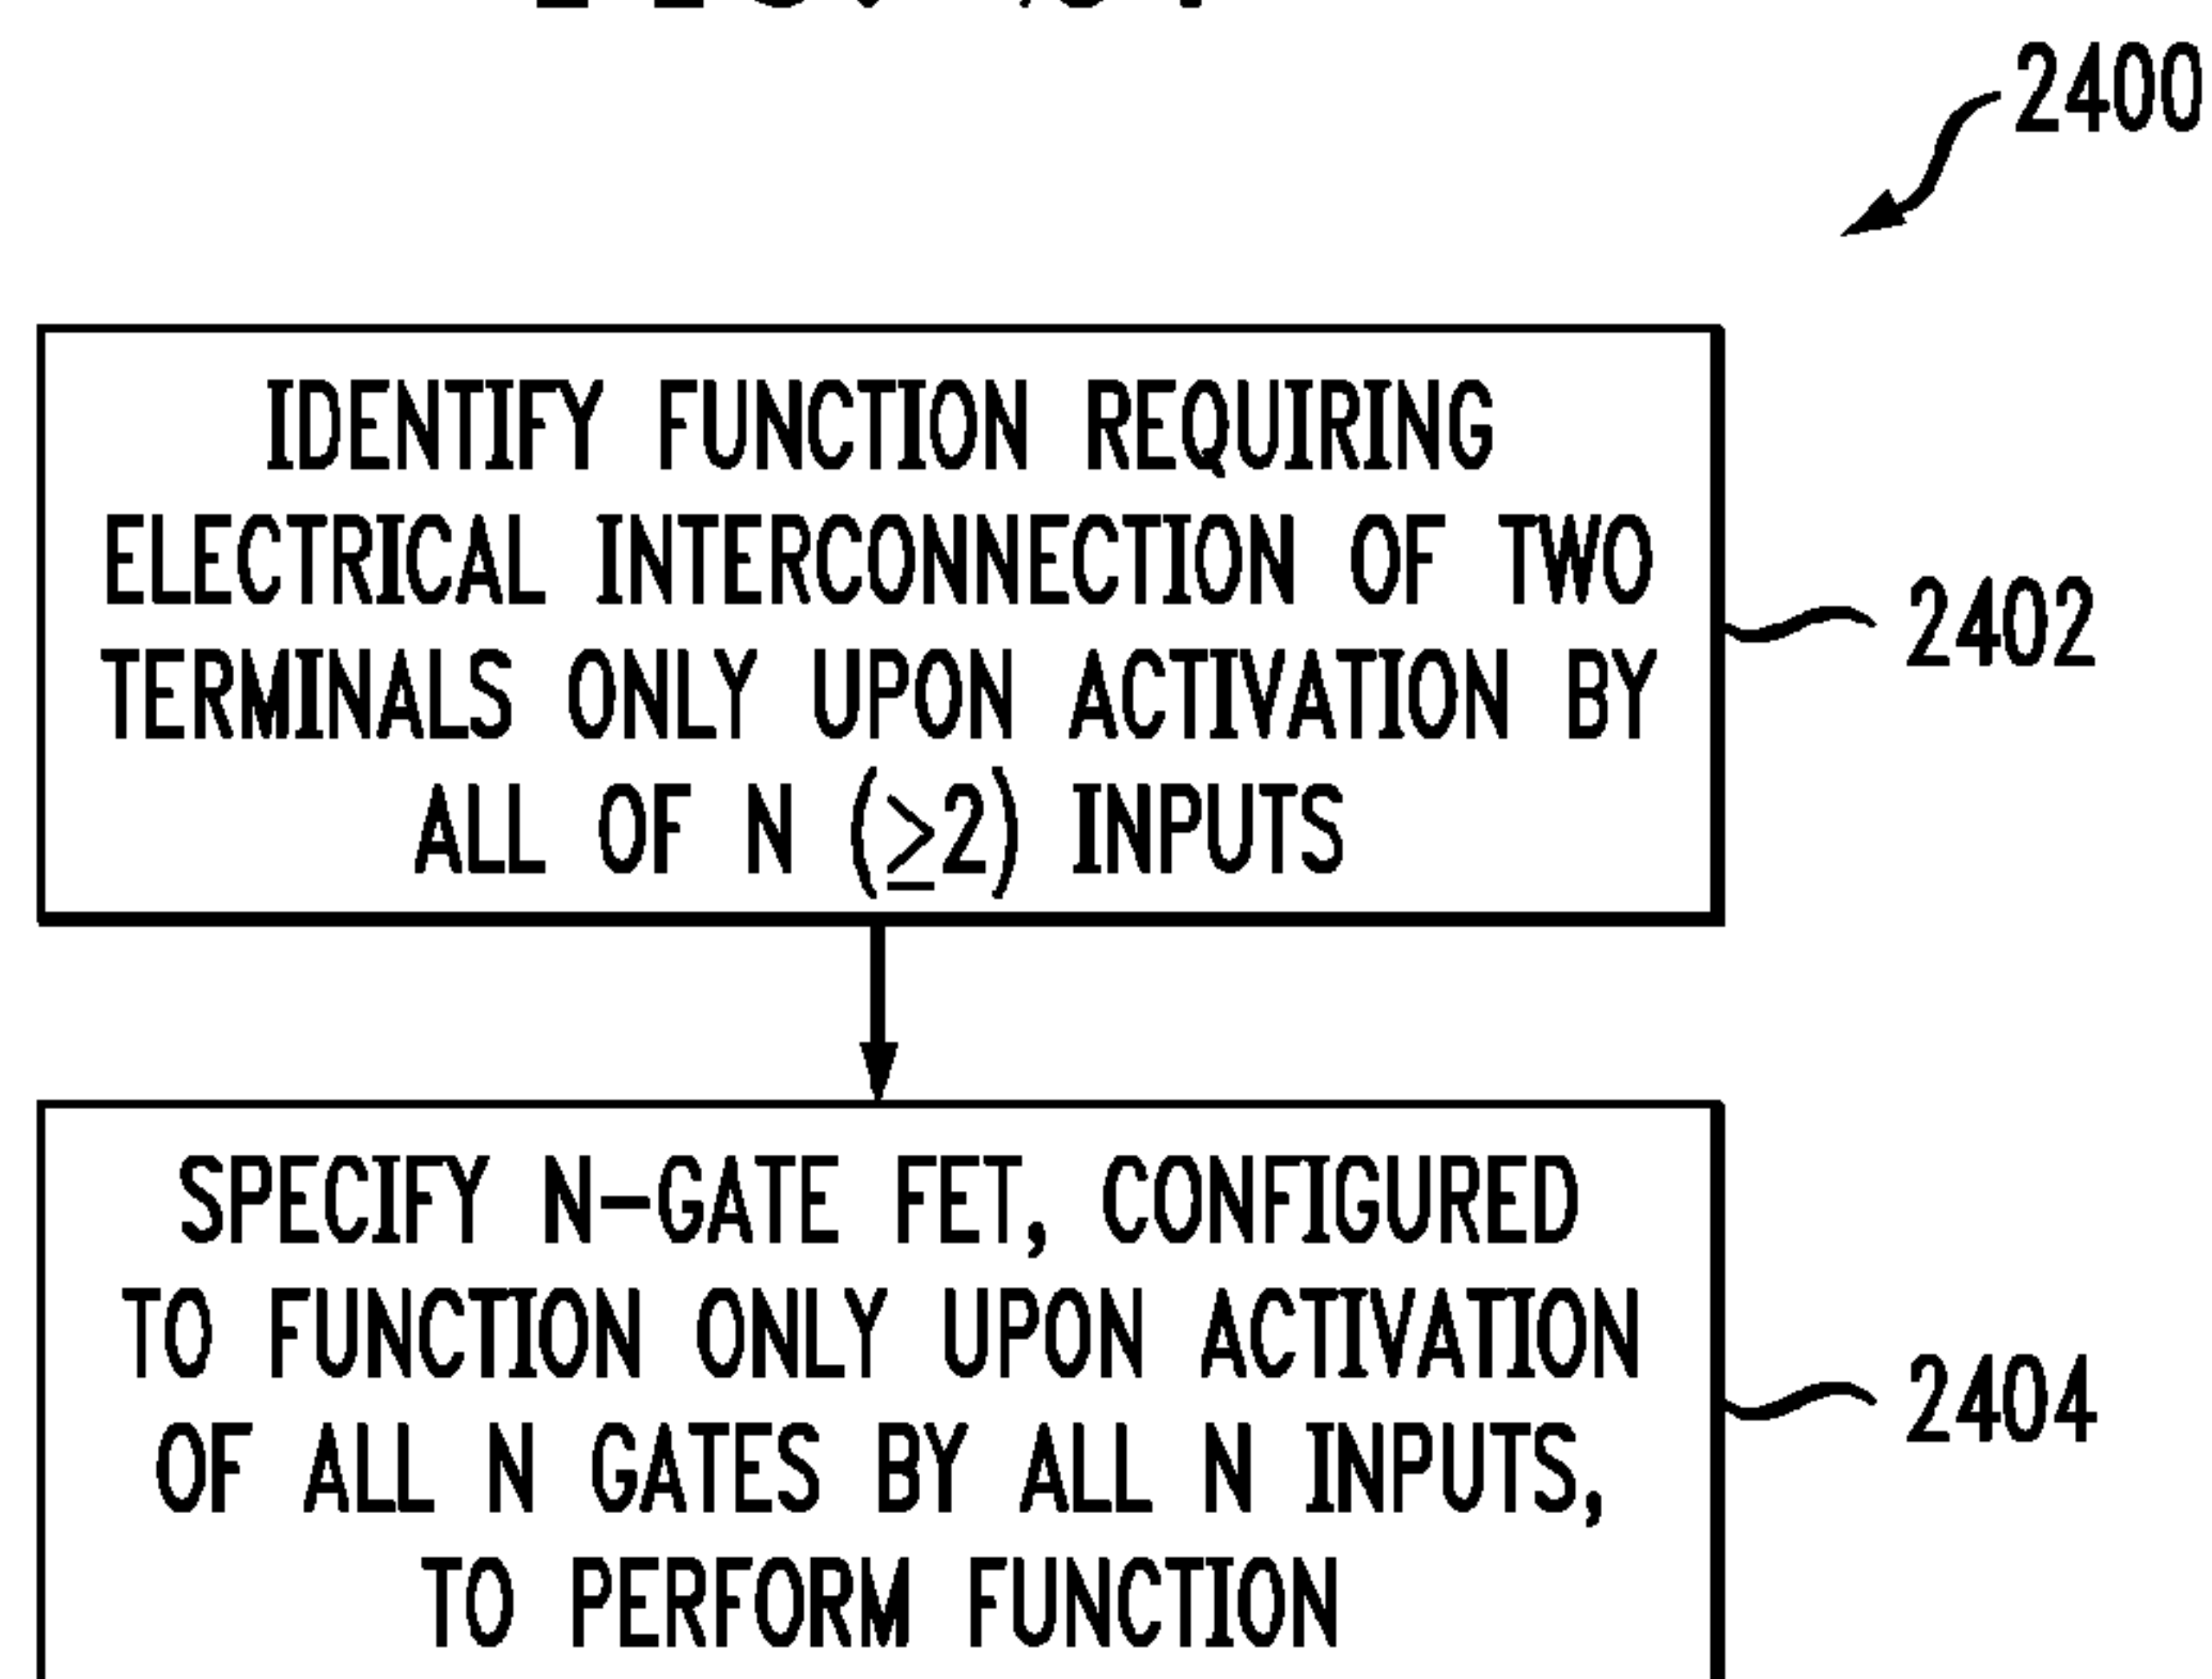 2400
IDENTIFY FUNCTION REQUIRING
ELECTRICAL INTERCONNECTION OF TWO
TERMINALS ONLY UPON ACTIVATION BY
ALL OF N (≥2) INPUTS
2402
SPECIFY N-GATE FET, CONFIGURED
TO FUNCTION ONLY UPON ACTIVATION
OF ALL N GATES BY ALL N INPUTS,
TO PERFORM FUNCTION
2404